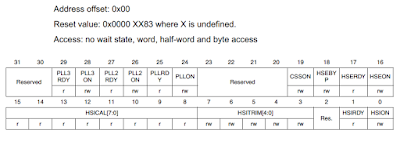 Address offset: 0x00
Reset value: 0x0000 XX83 where X is undefined.
Access: no wait state, word, half-word and byte access
31 30 29 28 27 26 25 24 23 22 21 20 19 18 17 16
Reserved PLL3 RDY PLL3 ON PLL2 RDY PLL2 ON PLLRD Y PLLON Reserved CSSON HSEBY P HSERDY HSEON
r rw r rw r rw rw rw r rw
15 14 13 12 11 10 9 8 7 6 5 4 3 2 1 0
HSICAL[7:0] HSITRIM[4:0] Res. HSIRDY HSION
r r r r r r r r rw rw rw rw rw r rw